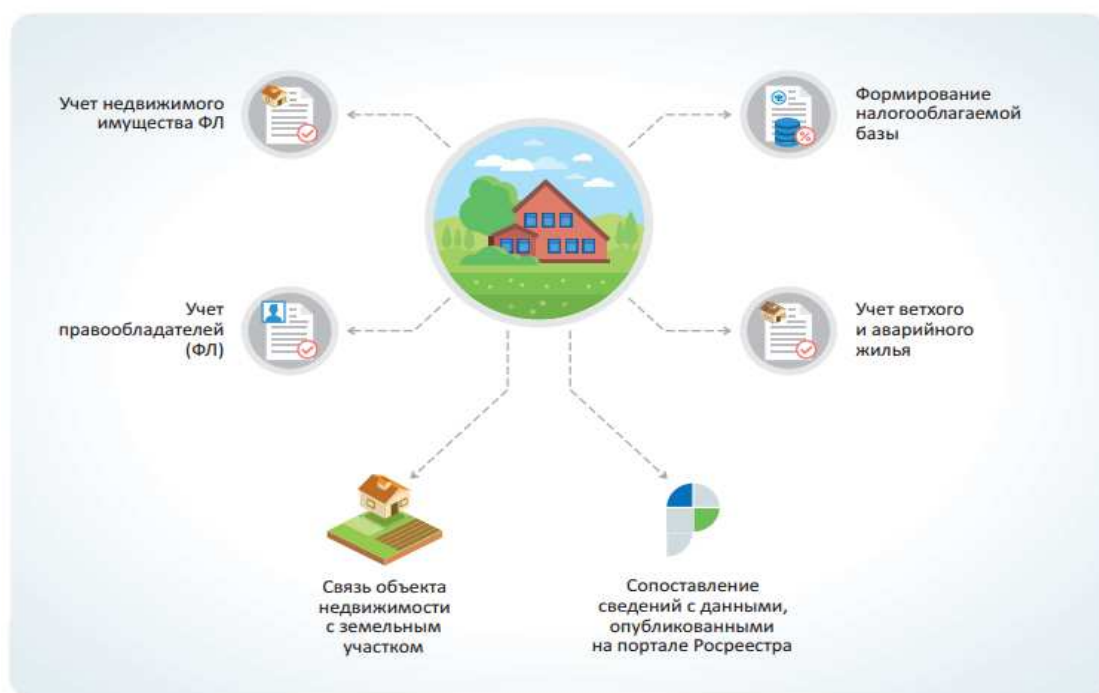 Учет недвижимого
имущества ФЛ
Формирование
налогооблагаемой
базы
Учет
правообладателей
(ФЛ)
Учет ветхого
и аварийного
жилья
Связь объекта
недвижимости
с земельным
участком
Сопоставление
сведений с данными,
опубликованными
на портале Росреестра